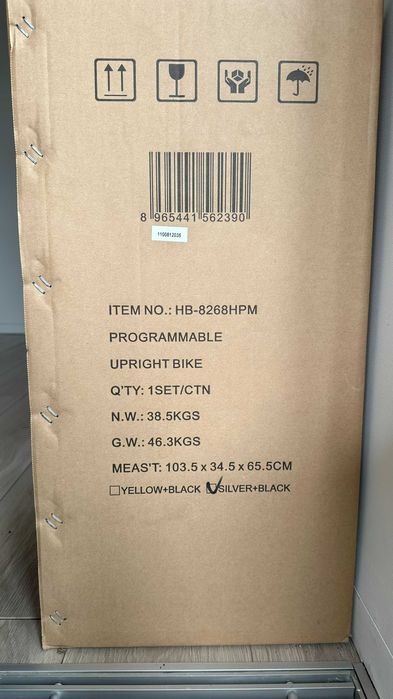 8 965441 562390
1100812035
ITEM NO.: HB-8268HPM
PROGRAMMABLE
UPRIGHT BIKE
Q'TY: 1SET/CTN
N.W.: 38.5KGS
G.W.: 46.3KGS
MEAS'T: 103.5 x 34.5 x 65.5CM
☐YELLOW+BLACK ☑SILVER+BLACK